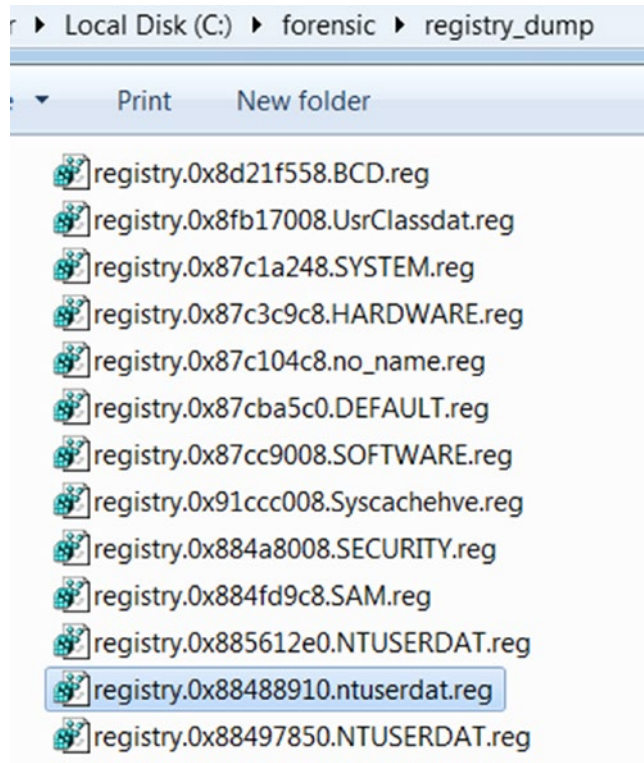 Local Disk (C:) forensic registry_dump
Print New folder
registry.0x8d21f558.BCD.reg
registry.0x8fb17008.UsrClassdat.reg
registry.0x87c1a248.SYSTEM.reg
registry.0x87c3c9c8.HARDWARE.reg
registry.0x87c104c8.no_name.reg
registry.0x87cba5c0.DEFAULT.reg
registry.0x87cc9008.SOFTWARE.reg
registry.0x91ccc008.Syscachehve.reg
registry.0x884a8008.SECURITY.reg
registry.0x884fd9c8.SAM.reg
registry.0x885612e0.NTUSERDAT.reg
registry.0x88488910.ntuserdat.reg
registry.0x88497850.NTUSERDAT.reg